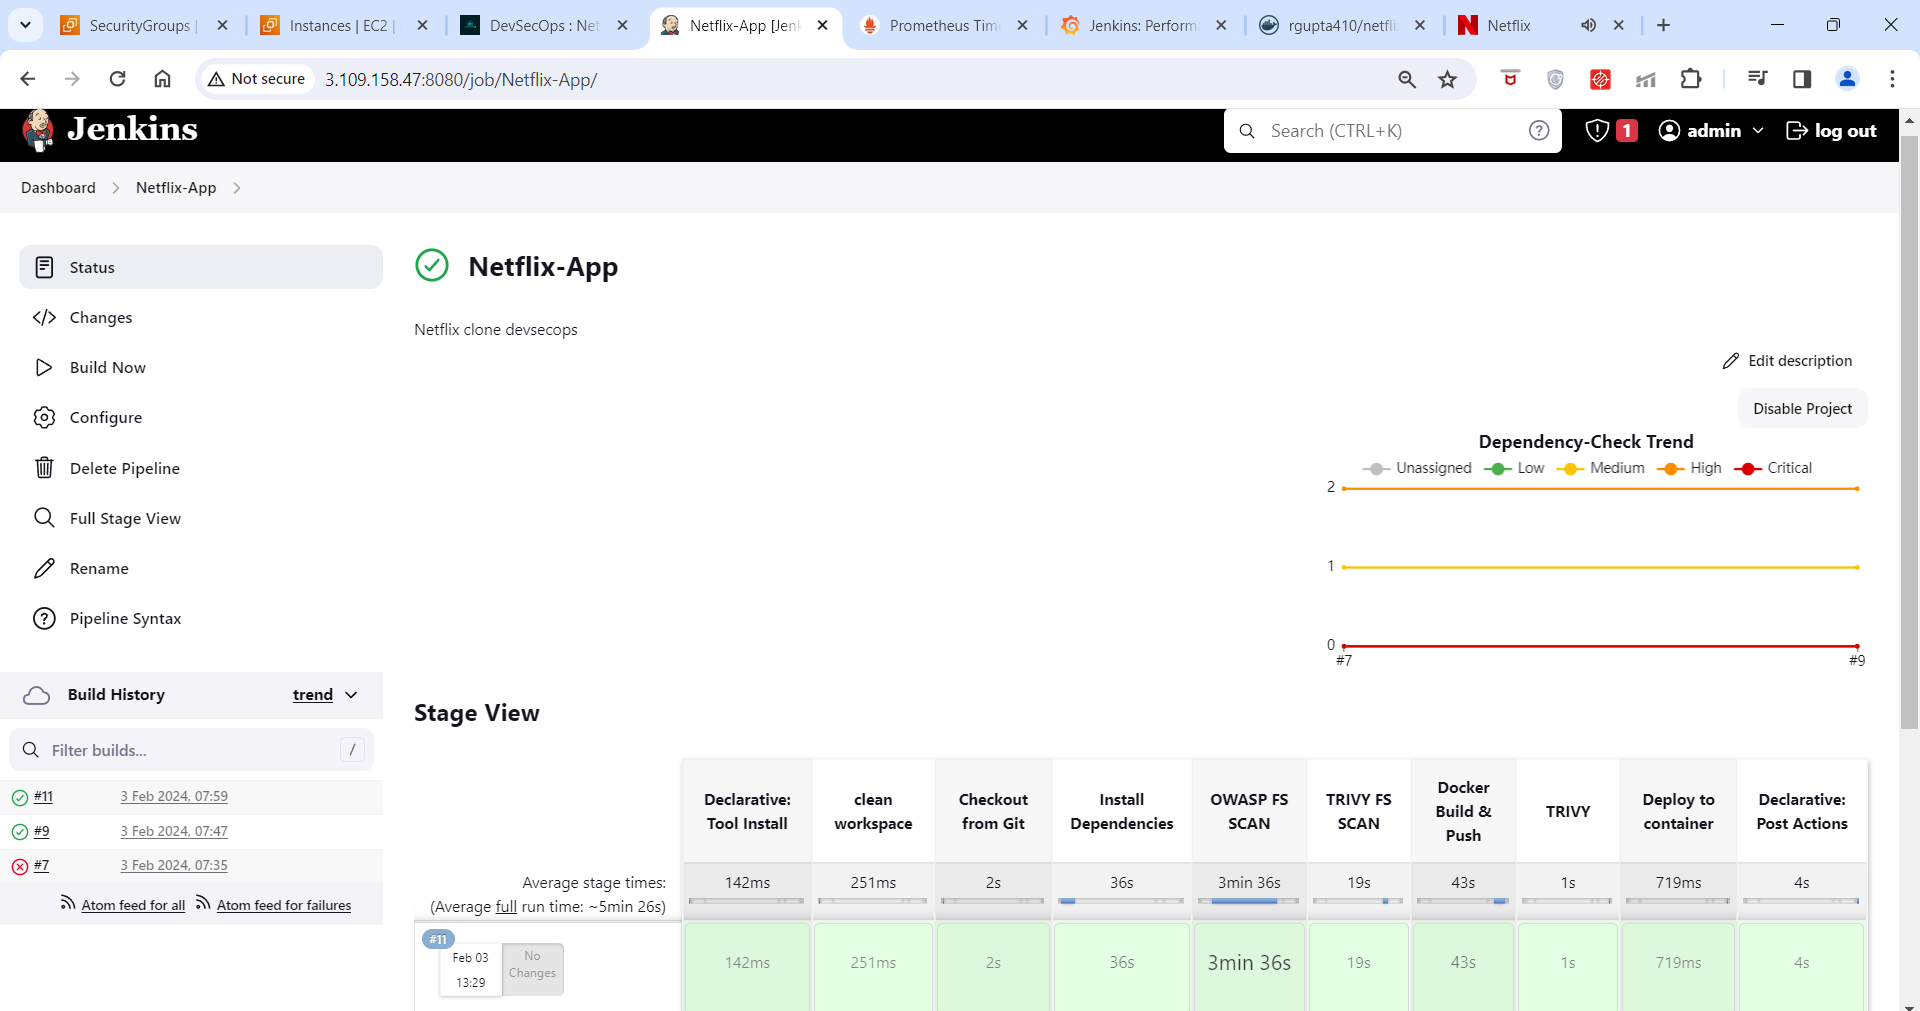 SecurityGroups |
Instances | EC2 |
DevSecOps : Net
Netflix-App [Jenk
Prometheus Time
Jenkins: Perform
rgupta410/netflix
Netflix
Not secure
3.109.158.47:8080/job/Netflix-App/
Jenkins
Search (CTRL+K)
1
admin
log out
Dashboard
Netflix-App
Status
Changes
Build Now
Configure
Delete Pipeline
Full Stage View
Rename
Pipeline Syntax
Build History
trend
Filter builds...
/
#11 3 Feb 2024, 07:59
#9 3 Feb 2024, 07:47
#7 3 Feb 2024, 07:35
Atom feed for all
Atom feed for failures
Netflix-App
Netflix clone devsecops
Edit description
Disable Project
Dependency-Check Trend
Unassigned Low Medium High Critical
2
1
0
#7 #9
Stage View
Declarative:
Tool Install
clean
workspace
Checkout
from Git
Install
Dependencies
OWASP FS
SCAN
TRIVY FS
SCAN
Docker
Build &
Push
TRIVY
Deploy to
container
Declarative:
Post Actions
Average stage times:
(Average full run time: ~5min 26s)
142ms 251ms 2s 36s 3min 36s 19s 43s 1s 719ms 4s
#11
Feb 03
13:29
No
Changes
142ms 251ms 2s 36s 3min 36s 19s 43s 1s 719ms 4s